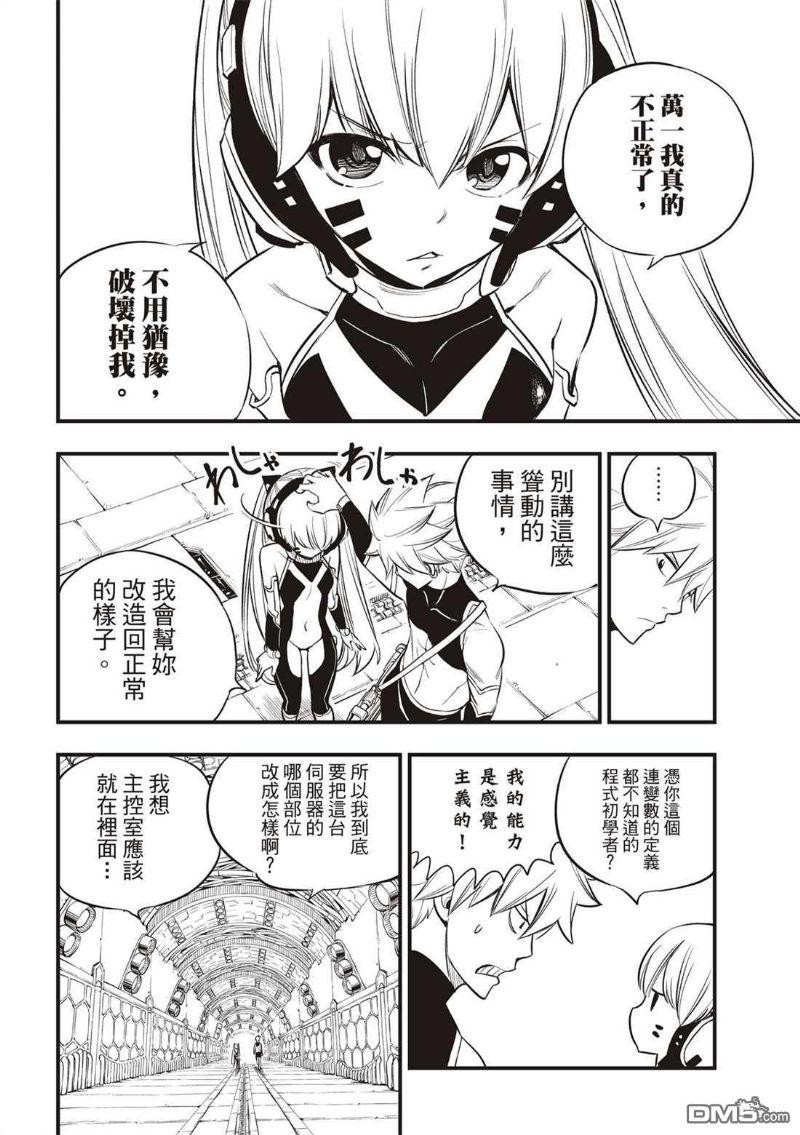 萬一我真的
不正常了，
不用猶豫，
破壞掉我。
……
別講這麼
聳動的
事情，
わしゃ
わしゃ
我會幫妳
改造回正常
的樣子。
憑你這個
連變數的定義
都不知道的
程式初學者？
我的能力
是感覺
主義的！
所以我到底
要把這台
伺服器的
哪個部位
改成怎樣啊？
我想
主控室應該
就在裡面…
DM5.com